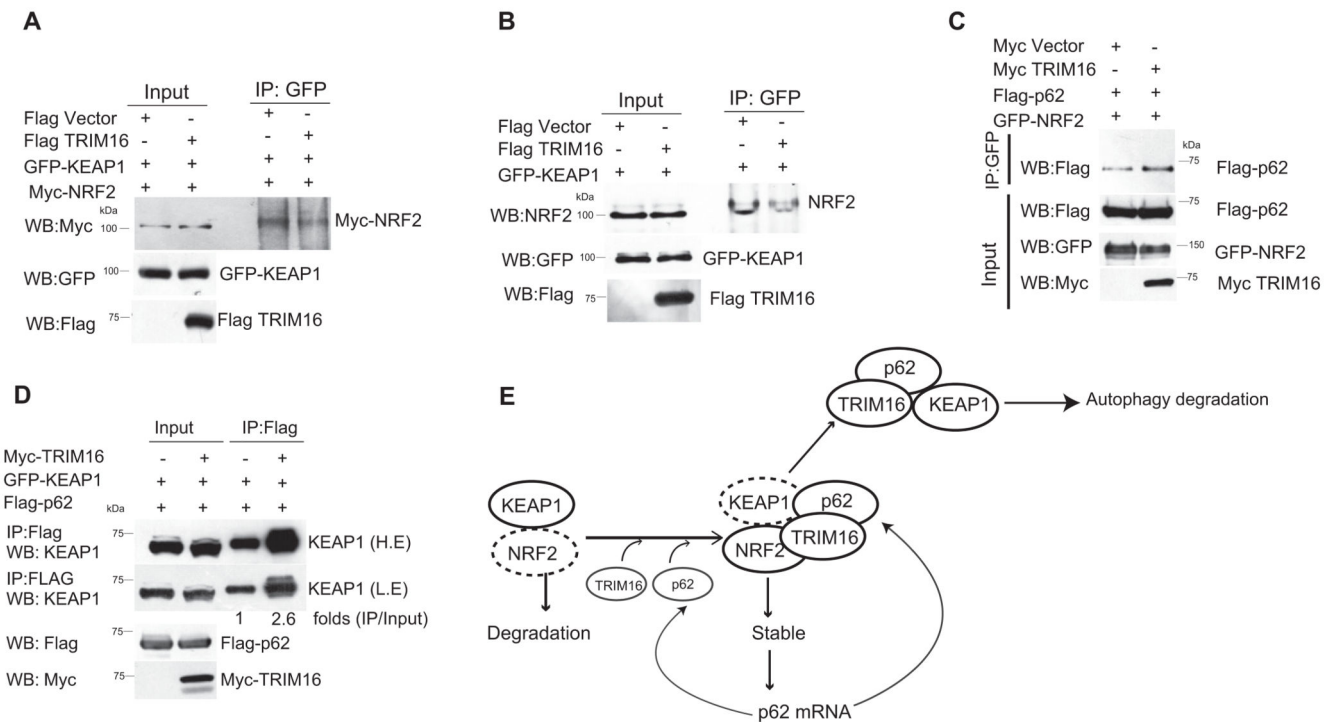 A
Input IP: GFP
Flag Vector + - + -
Flag TRIM16 - + - +
GFP-KEAP1 + + + +
Myc-NRF2 + + + +
kDa
WB:Myc 100 Myc-NRF2
WB:GFP 100 GFP-KEAP1
WB:Flag 75 Flag TRIM16
B
Input IP: GFP
Flag Vector + - + -
Flag TRIM16 - + - +
GFP-KEAP1 + + + +
kDa
WB:NRF2 100 NRF2
WB:GFP 100 GFP-KEAP1
WB:Flag 75 Flag TRIM16
C
Myc Vector + -
Myc TRIM16 - +
Flag-p62 + +
GFP-NRF2 + +
kDa
IP:GFP
WB:Flag 75 Flag-p62
Input
WB:Flag 75 Flag-p62
WB:GFP 150 GFP-NRF2
WB:Myc 75 Myc TRIM16
D
Input IP:Flag
Myc-TRIM16 - + - +
GFP-KEAP1 + + + +
Flag-p62 + + + +
kDa
IP:Flag
WB: KEAP1 75 KEAP1 (H.E)
IP:FLAG
WB: KEAP1 75 KEAP1 (L.E)
1 2.6 folds (IP/Input)
WB: Flag 75 Flag-p62
WB: Myc 75 Myc-TRIM16
E
p62
TRIM16 KEAP1 Autophagy degradation
KEAP1 KEAP1 p62
NRF2 NRF2 TRIM16
TRIM16 p62
Degradation Stable
p62 mRNA